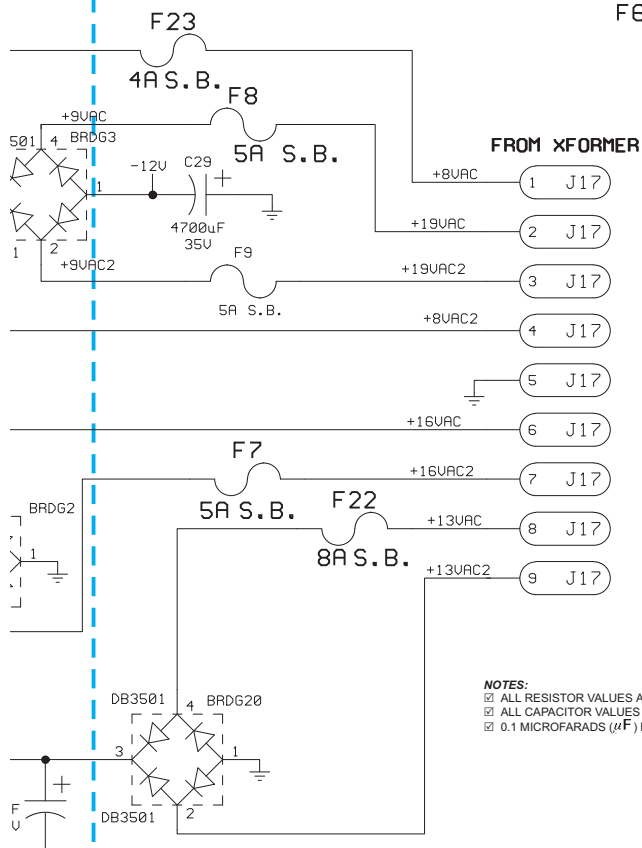 F6
F23
4A S.B.
+9VAC
F8
501 4 BRDG3
5A S.B.
FROM XFORMER
-12V
C29
+
+8VAC
1 J17
1
4700uF
35V
+19VAC
2 J17
1 2
F9
+9VAC2
+19VAC2
3 J17
5A S.B.
+8VAC2
4 J17
5 J17
+16VAC
6 J17
F7
+16VAC2
7 J17
5A S.B.
F22
BRDG2
+13VAC
8 J17
8A S.B.
1
+13VAC2
9 J17
NOTES:
☑ ALL RESISTOR VALUES A
☑ ALL CAPACITOR VALUES
☑ 0.1 MICROFARADS (µF)
DB3501 4 BRDG20
3 1
+
F
V
DB3501 2